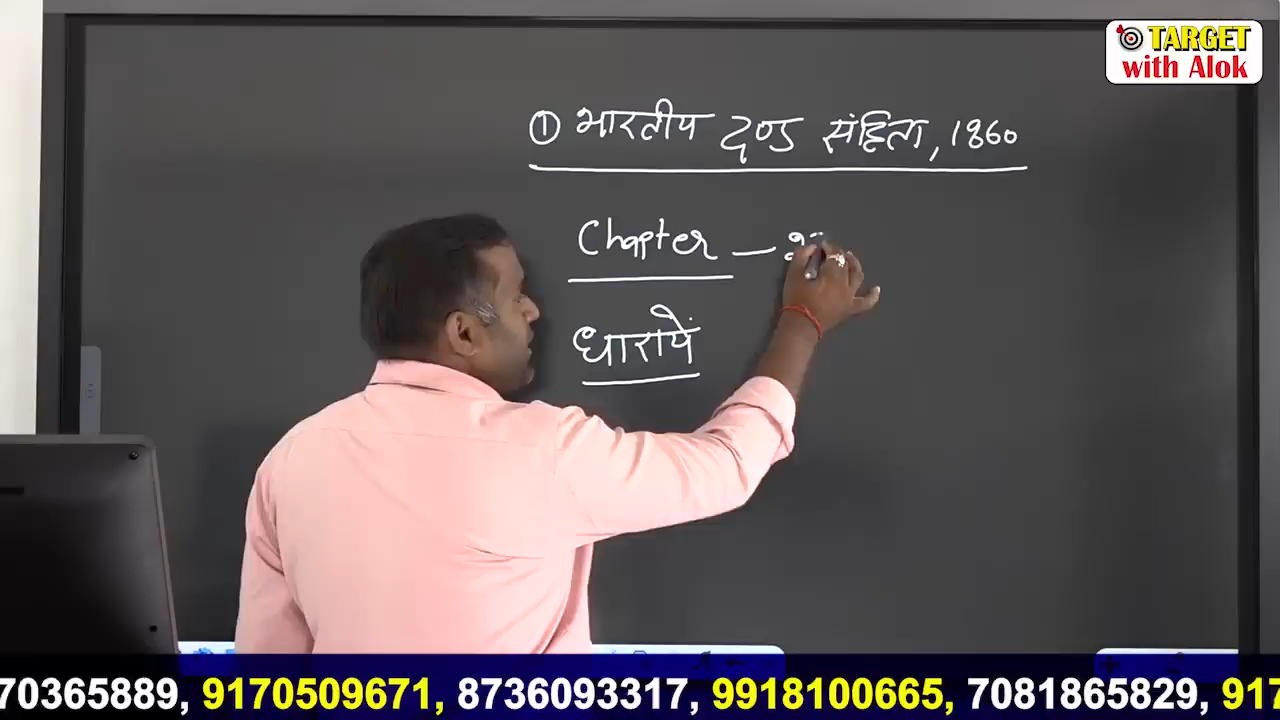 TARGET
with Alok
① भारतीय दण्ड संहिता, 1860
Chapter —
धारायें
70365889, 9170509671, 8736093317, 9918100665, 7081865829, 917